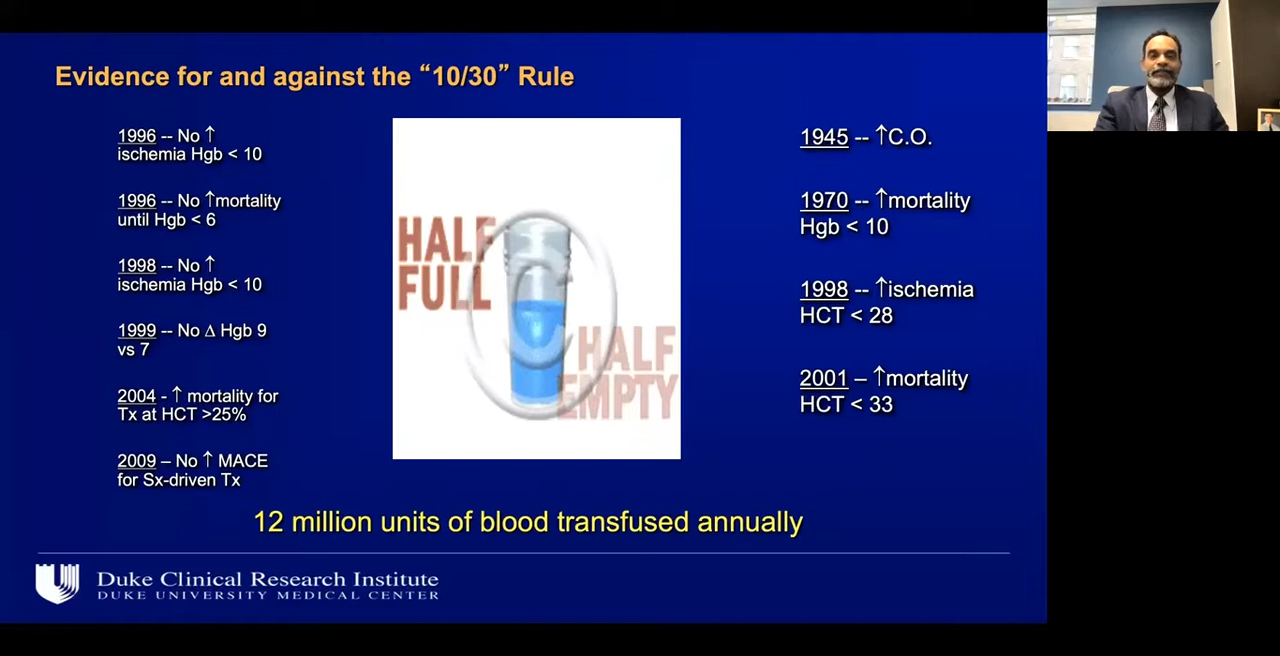 Evidence for and against the “10/30” Rule
1996 -- No ↑
ischemia Hgb < 10
1996 -- No ↑mortality
until Hgb < 6
1998 -- No ↑
ischemia Hgb < 10
1999 -- No Δ Hgb 9
vs 7
2004 - ↑ mortality for
Tx at HCT >25%
2009 – No ↑ MACE
for Sx-driven Tx
HALF
FULL
HALF
EMPTY
1945 -- ↑C.O.
1970 -- ↑mortality
Hgb < 10
1998 -- ↑ischemia
HCT < 28
2001 – ↑mortality
HCT < 33
12 million units of blood transfused annually
Duke Clinical Research Institute
DUKE UNIVERSITY MEDICAL CENTER